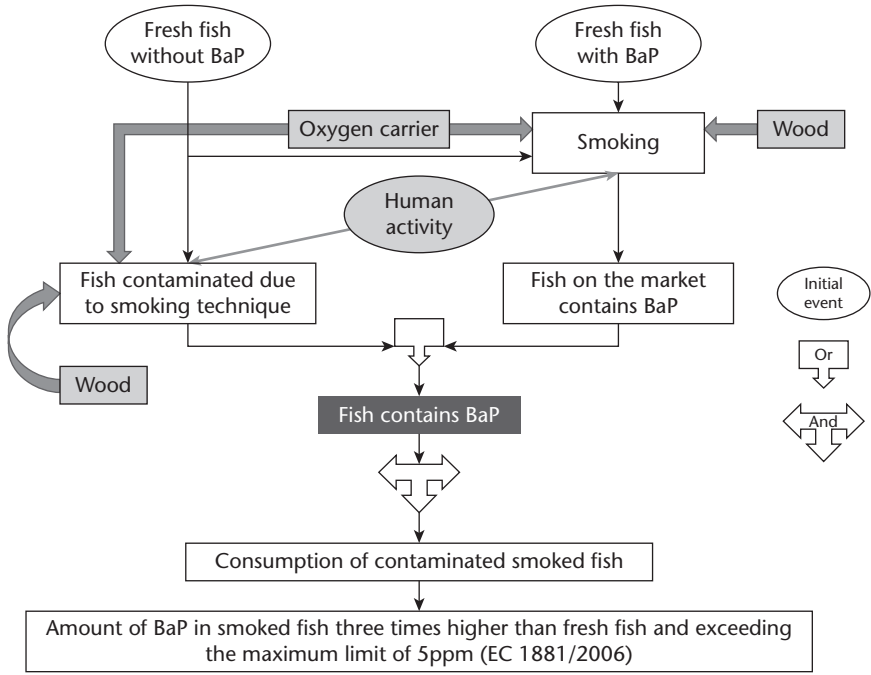 Fresh fish
without BaP
Fresh fish
with BaP
Oxygen carrier
Smoking
Wood
Human
activity
Fish contaminated due
to smoking technique
Fish on the market
contains BaP
Initial
event
Or
Wood
Fish contains BaP
And
Consumption of contaminated smoked fish
Amount of BaP in smoked fish three times higher than fresh fish and exceeding
the maximum limit of 5ppm (EC 1881/2006)